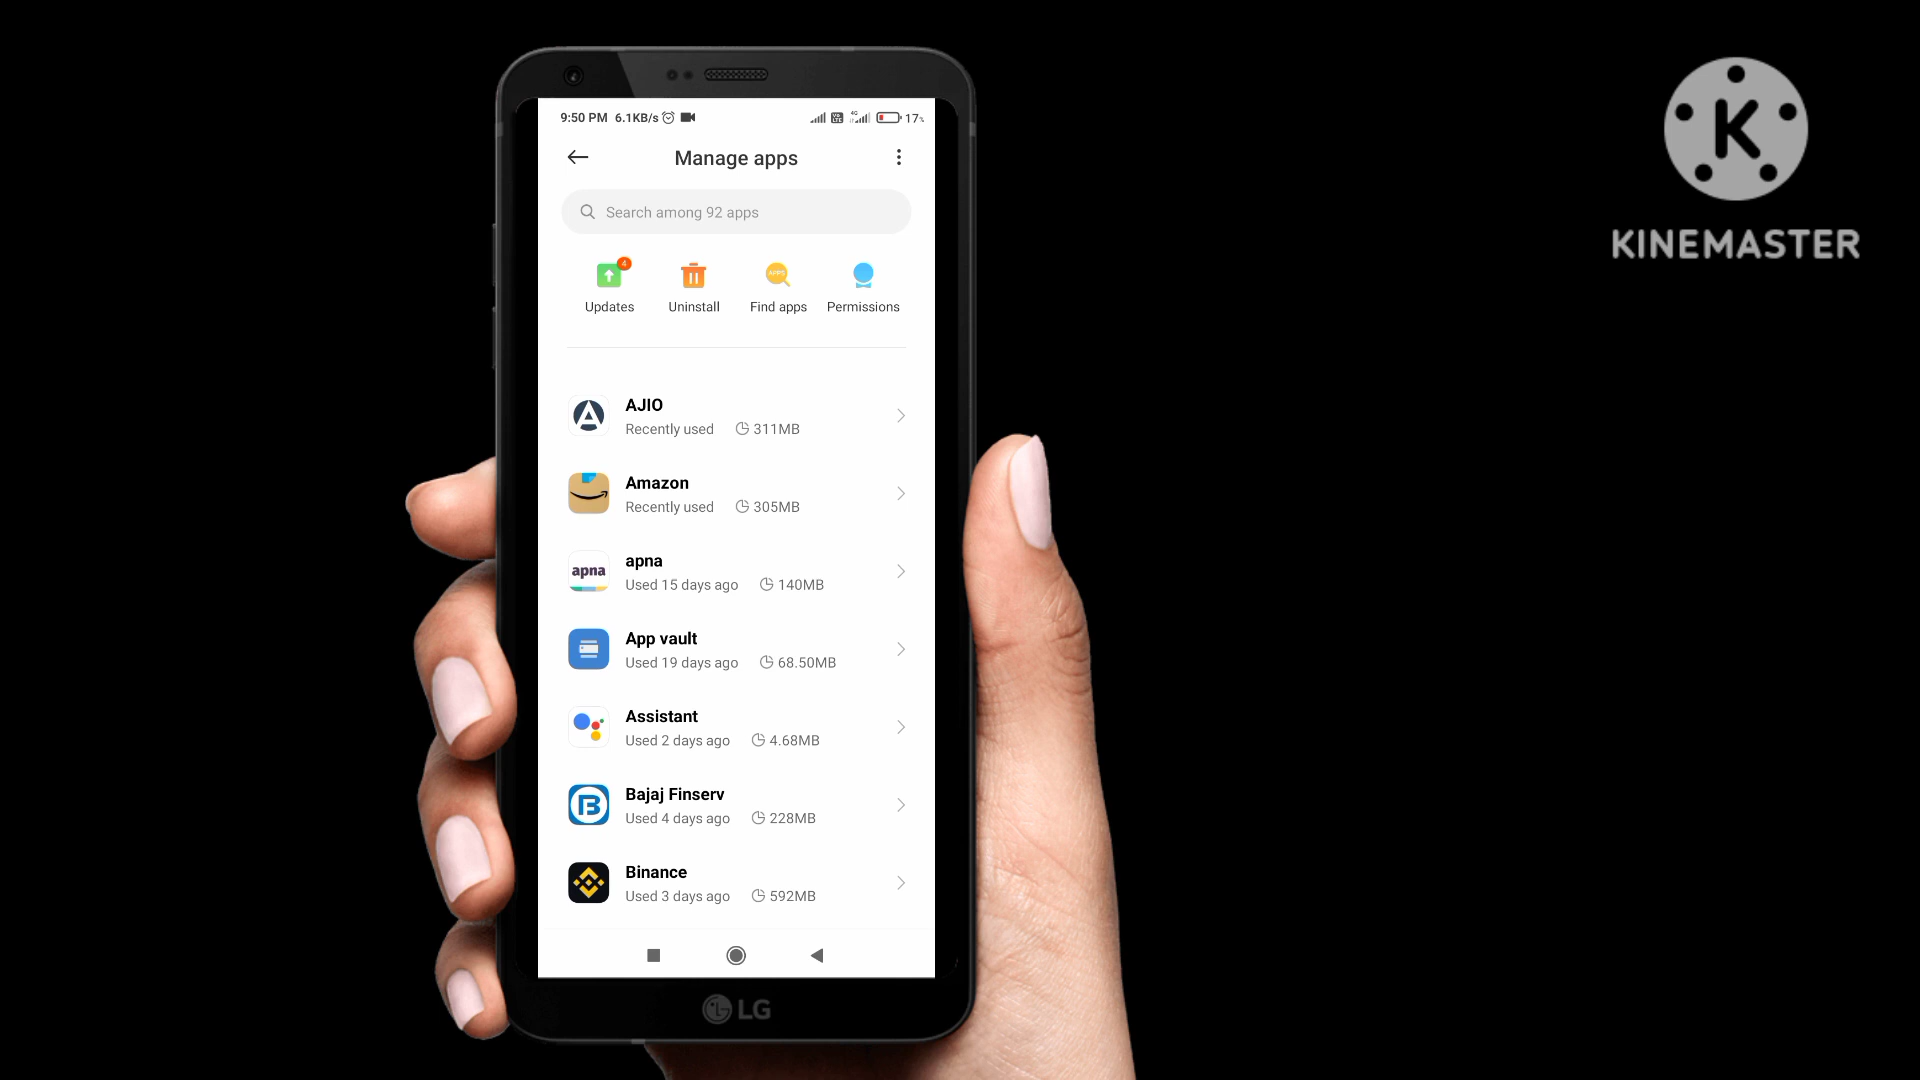 9:50 PM 6.1KB/s 4G 17%
Manage apps
Search among 92 apps
4
APPS
Updates Uninstall Find apps Permissions
AJIO
Recently used 311MB
Amazon
Recently used 305MB
apna
apna
Used 15 days ago 140MB
App vault
Used 19 days ago 68.50MB
Assistant
Used 2 days ago 4.68MB
Bajaj Finserv
Used 4 days ago 228MB
Binance
Used 3 days ago 592MB
LG
K
KINEMASTER